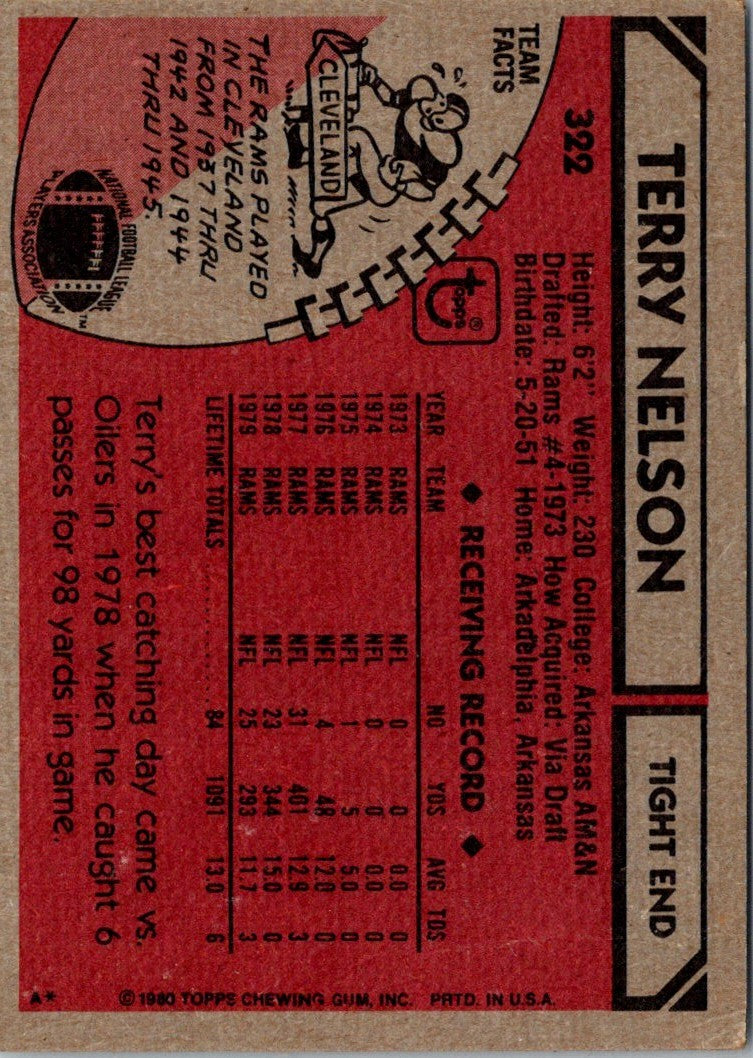 TERRY NELSON
TIGHT END
322
Height: 6'2" Weight: 230 College: Arkansas AM&N
Drafted: Rams #4-1973 How Acquired: Via Draft
Birthdate: 5-20-51 Home: Arkadelphia, Arkansas
TEAM
FACTS
CLEVELAND
THE RAMS PLAYED
IN CLEVELAND
FROM 1937 THRU
1942 AND 1944
THRU 1945.
NATIONAL FOOTBALL LEAGUE
PLAYERS ASSOCIATION
TM
topps®
◆ RECEIVING RECORD ◆
YEAR TEAM NO. YDS AVG TDS
1973 RAMS NFL 0 0 0.0 0
1974 RAMS NFL 0 0 0.0 0
1975 RAMS NFL 1 5 5.0 0
1976 RAMS NFL 4 48 12.0 0
1977 RAMS NFL 31 401 12.9 3
1978 RAMS NFL 23 344 15.0 0
1979 RAMS NFL 25 293 11.7 3
LIFETIME TOTALS 84 1091 13.0 6
Terry's best catching day came vs.
Oilers in 1978 when he caught 6
passes for 98 yards in game.
A* © 1980 TOPPS CHEWING GUM, INC. PRTD. IN U.S.A.